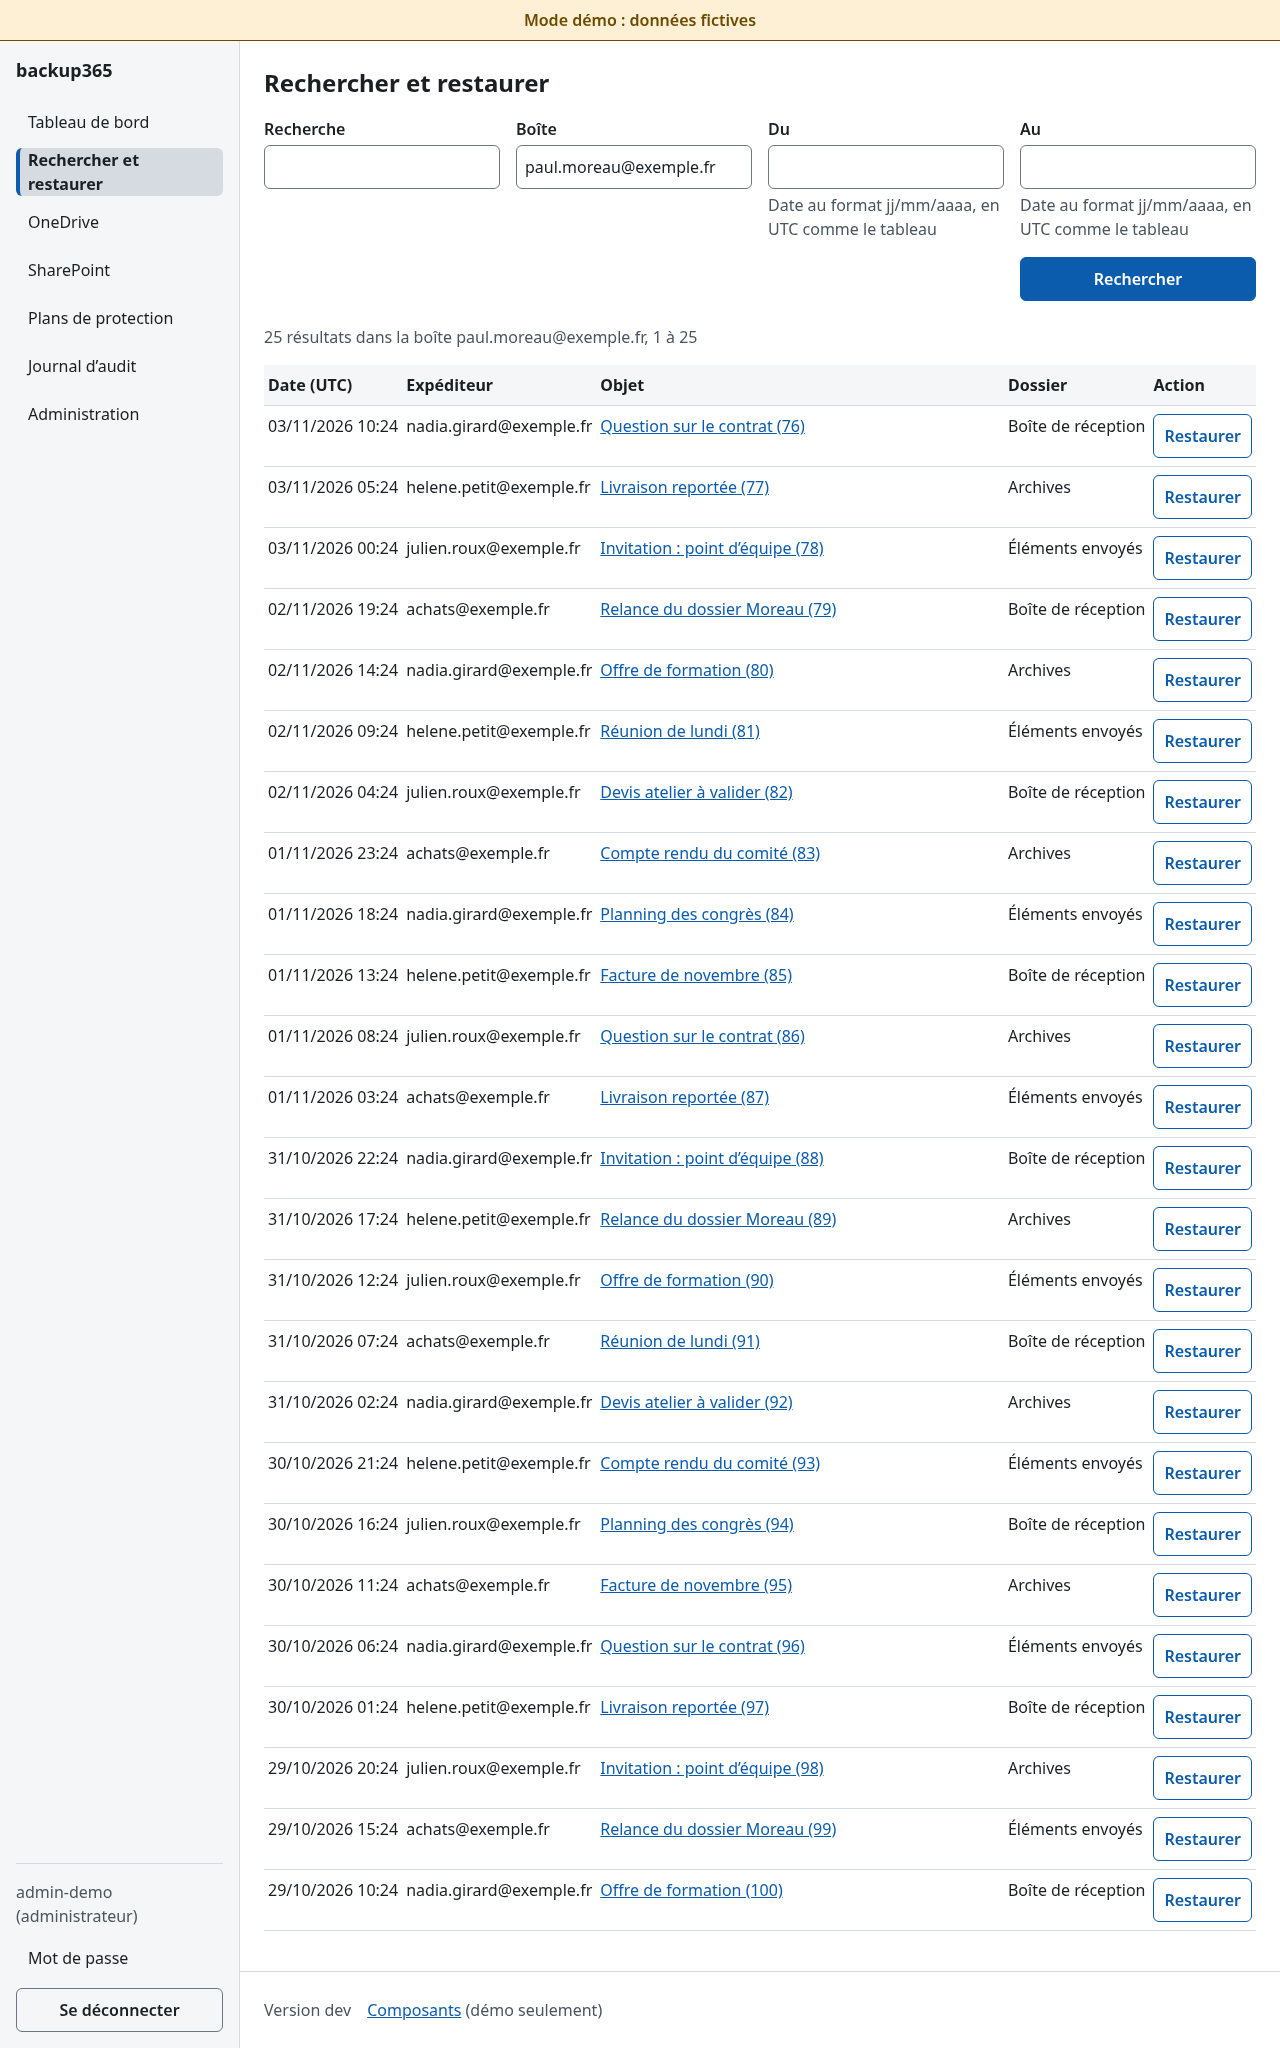 Mode démo : données fictives
backup365
Tableau de bord
Rechercher et
restaurer
OneDrive
SharePoint
Plans de protection
Journal d’audit
Administration
admin-demo
(administrateur)
Mot de passe
Se déconnecter
Rechercher et restaurer
Recherche
Boîte
paul.moreau@exemple.fr
Du
Date au format jj/mm/aaaa, en
UTC comme le tableau
Au
Date au format jj/mm/aaaa, en
UTC comme le tableau
Rechercher
25 résultats dans la boîte paul.moreau@exemple.fr, 1 à 25
Date (UTC) Expéditeur Objet Dossier Action
03/11/2026 10:24 nadia.girard@exemple.fr Question sur le contrat (76) Boîte de réception Restaurer
03/11/2026 05:24 helene.petit@exemple.fr Livraison reportée (77) Archives Restaurer
03/11/2026 00:24 julien.roux@exemple.fr Invitation : point d’équipe (78) Éléments envoyés Restaurer
02/11/2026 19:24 achats@exemple.fr Relance du dossier Moreau (79) Boîte de réception Restaurer
02/11/2026 14:24 nadia.girard@exemple.fr Offre de formation (80) Archives Restaurer
02/11/2026 09:24 helene.petit@exemple.fr Réunion de lundi (81) Éléments envoyés Restaurer
02/11/2026 04:24 julien.roux@exemple.fr Devis atelier à valider (82) Boîte de réception Restaurer
01/11/2026 23:24 achats@exemple.fr Compte rendu du comité (83) Archives Restaurer
01/11/2026 18:24 nadia.girard@exemple.fr Planning des congrès (84) Éléments envoyés Restaurer
01/11/2026 13:24 helene.petit@exemple.fr Facture de novembre (85) Boîte de réception Restaurer
01/11/2026 08:24 julien.roux@exemple.fr Question sur le contrat (86) Archives Restaurer
01/11/2026 03:24 achats@exemple.fr Livraison reportée (87) Éléments envoyés Restaurer
31/10/2026 22:24 nadia.girard@exemple.fr Invitation : point d’équipe (88) Boîte de réception Restaurer
31/10/2026 17:24 helene.petit@exemple.fr Relance du dossier Moreau (89) Archives Restaurer
31/10/2026 12:24 julien.roux@exemple.fr Offre de formation (90) Éléments envoyés Restaurer
31/10/2026 07:24 achats@exemple.fr Réunion de lundi (91) Boîte de réception Restaurer
31/10/2026 02:24 nadia.girard@exemple.fr Devis atelier à valider (92) Archives Restaurer
30/10/2026 21:24 helene.petit@exemple.fr Compte rendu du comité (93) Éléments envoyés Restaurer
30/10/2026 16:24 julien.roux@exemple.fr Planning des congrès (94) Boîte de réception Restaurer
30/10/2026 11:24 achats@exemple.fr Facture de novembre (95) Archives Restaurer
30/10/2026 06:24 nadia.girard@exemple.fr Question sur le contrat (96) Éléments envoyés Restaurer
30/10/2026 01:24 helene.petit@exemple.fr Livraison reportée (97) Boîte de réception Restaurer
29/10/2026 20:24 julien.roux@exemple.fr Invitation : point d’équipe (98) Archives Restaurer
29/10/2026 15:24 achats@exemple.fr Relance du dossier Moreau (99) Éléments envoyés Restaurer
29/10/2026 10:24 nadia.girard@exemple.fr Offre de formation (100) Boîte de réception Restaurer
Version dev Composants (démo seulement)